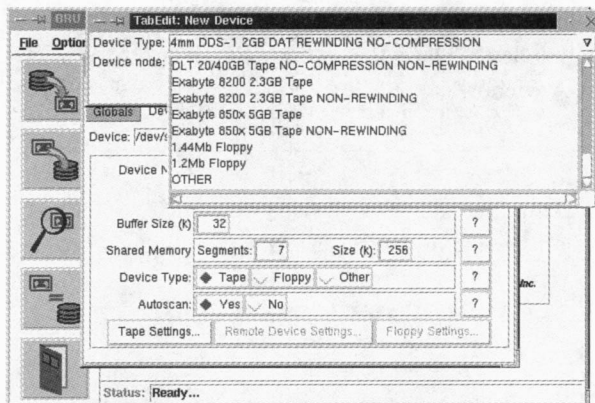 BRU
TabEdit: New Device
File Option
Device Type: 4mm DDS-1 2GB DAT REWINDING NO-COMPRESSION
Device node:
DLT 20/40GB Tape NO-COMPRESSION NON-REWINDING
Exabyte 8200 2.3GB Tape
Exabyte 8200 2.3GB Tape NON-REWINDING
Exabyte 850x 5GB Tape
Exabyte 850x 5GB Tape NON-REWINDING
1.44Mb Floppy
1.2Mb Floppy
OTHER
Globals Dev
Device: /dev/s
Device N
Buffer Size (k) 32 ?
Shared Memory Segments: 7 Size (k): 256 ?
Device Type: Tape Floppy Other ?
Autoscan: Yes No ?
Inc.
Tape Settings... Remote Device Settings... Floppy Settings...
Status: Ready...